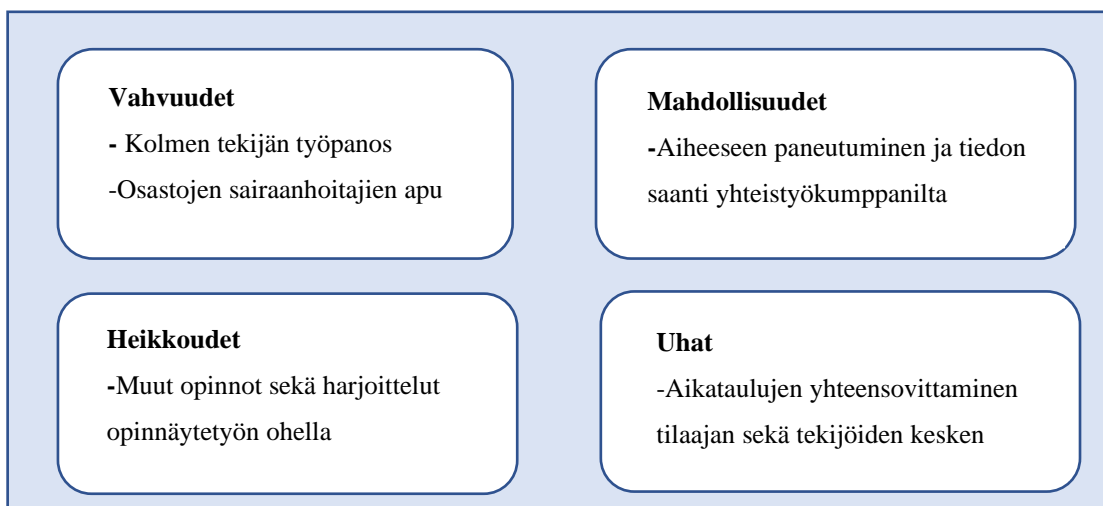 Vahvuudet
- Kolmen tekijän työpanos
-Osastojen sairaanhoitajien apu
Mahdollisuudet
-Aiheeseen paneutuminen ja tiedon
saanti yhteistyökumppanilta
Heikkoudet
-Muut opinnot sekä harjoittelut
opinnäytetyön ohella
Uhat
-Aikataulujen yhteensovittaminen
tilaajan sekä tekijöiden kesken